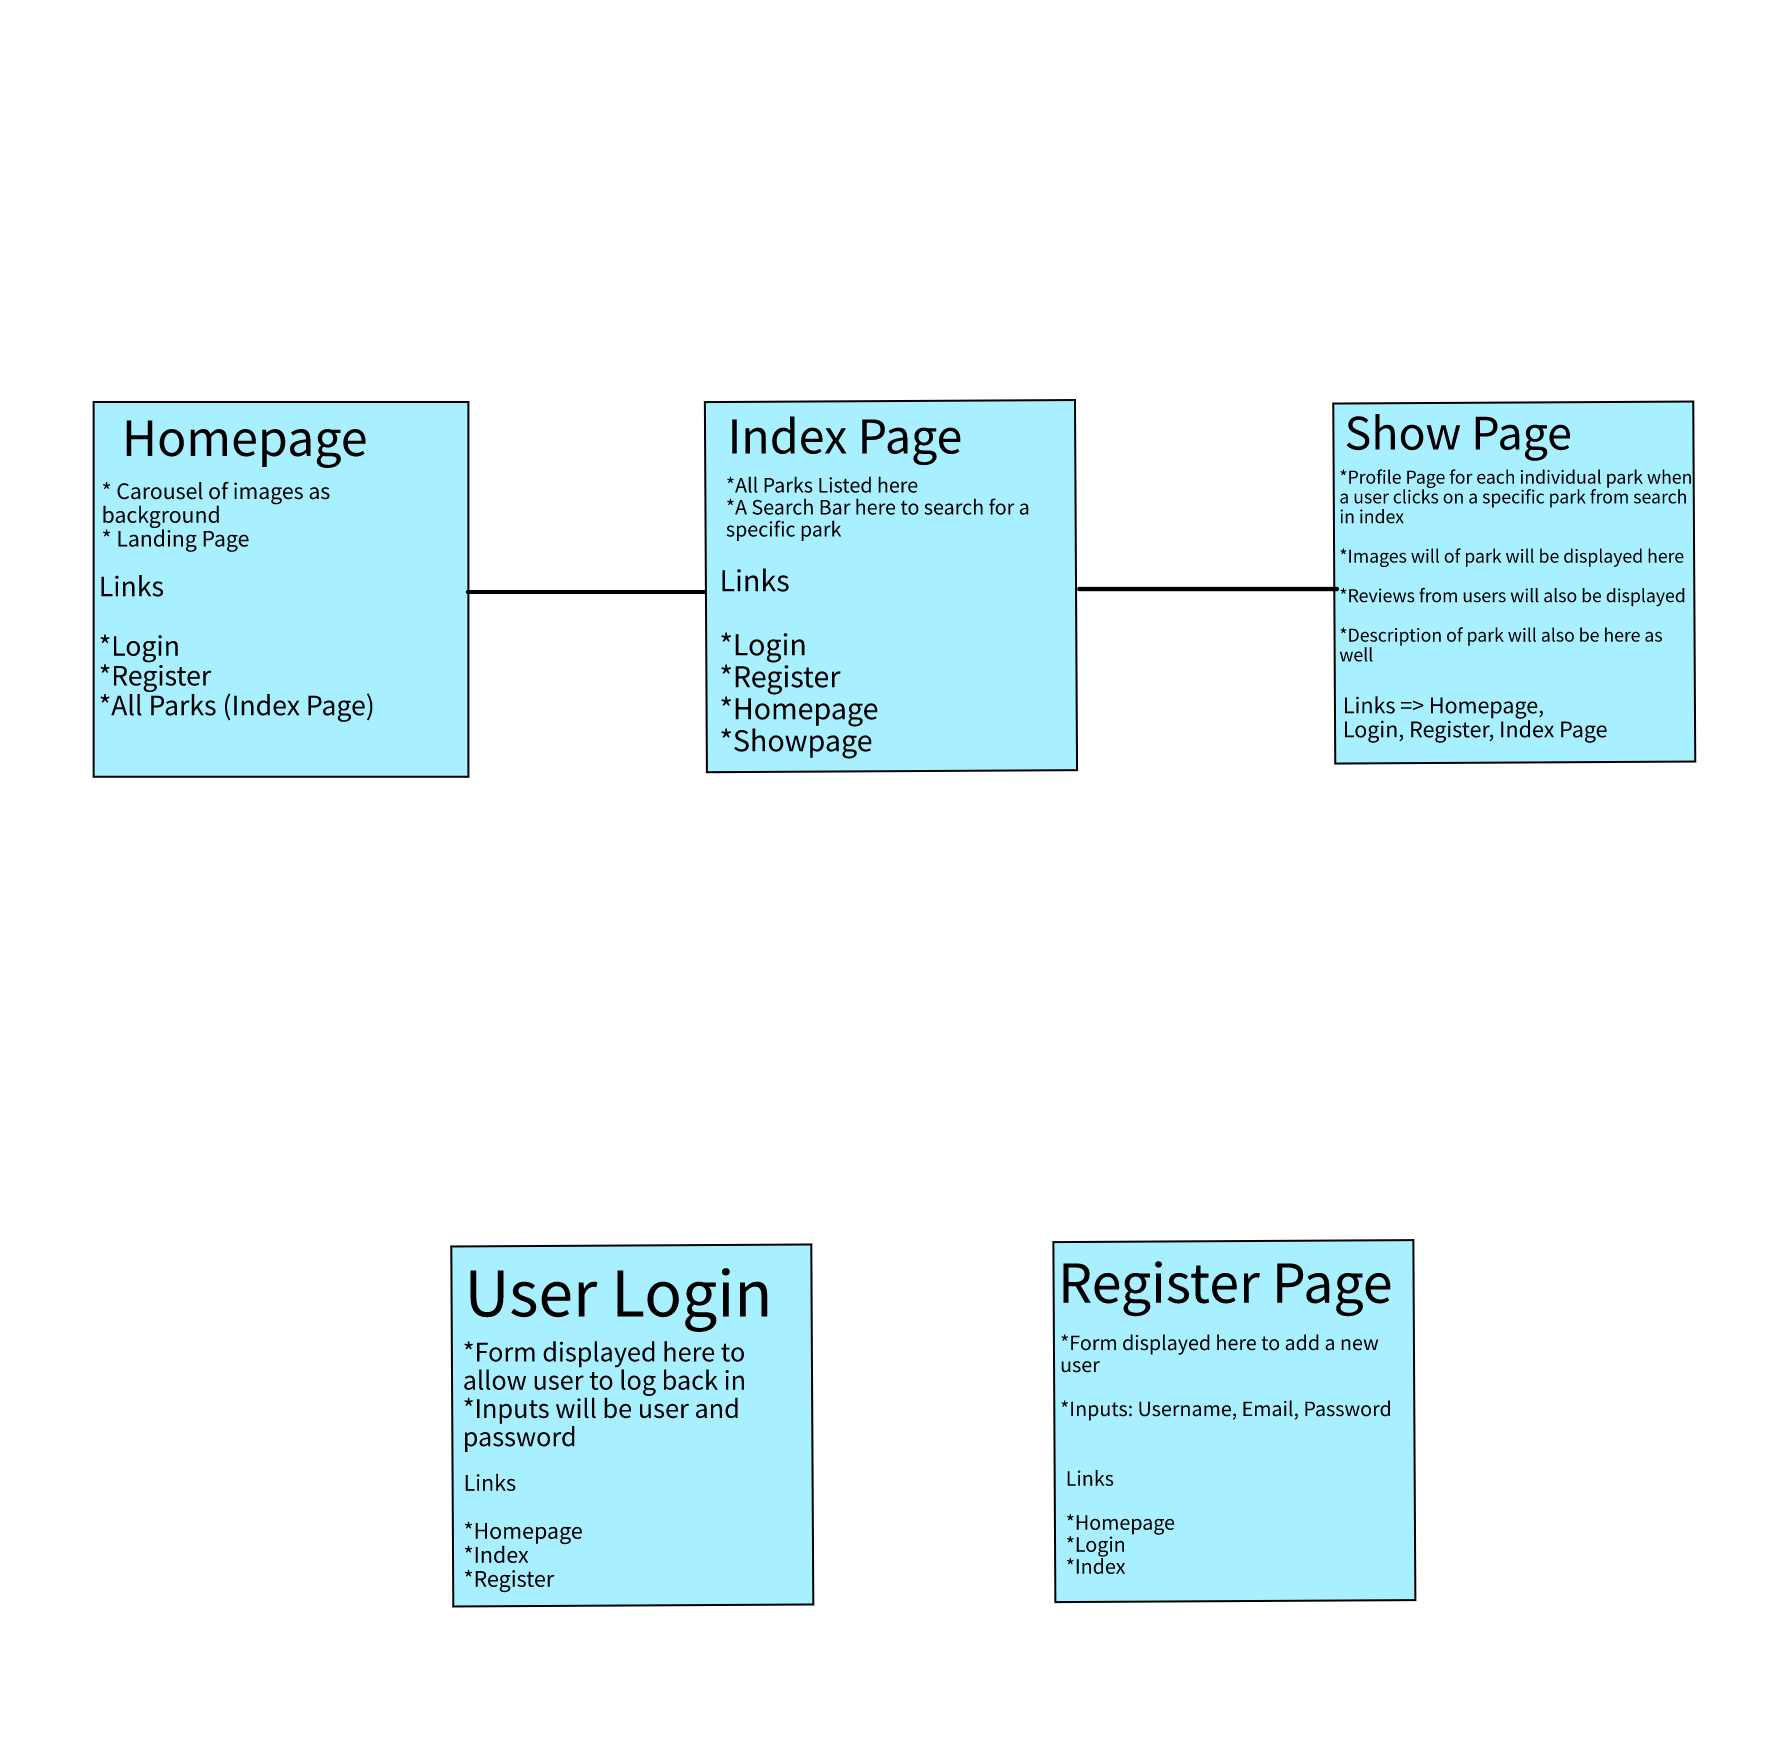 Homepage
* Carousel of images as
background
* Landing Page
Links
*Login
*Register
*All Parks (Index Page)
Index Page
*All Parks Listed here
*A Search Bar here to search for a
specific park
Links
*Login
*Register
*Homepage
*Showpage
Show Page
*Profile Page for each individual park when
a user clicks on a specific park from search
in index
*Images will of park will be displayed here
*Reviews from users will also be displayed
*Description of park will also be here as
well
Links => Homepage,
Login, Register, Index Page
User Login
*Form displayed here to
allow user to log back in
*Inputs will be user and
password
Links
*Homepage
*Index
*Register
Register Page
*Form displayed here to add a new
user
*Inputs: Username, Email, Password
Links
*Homepage
*Login
*Index